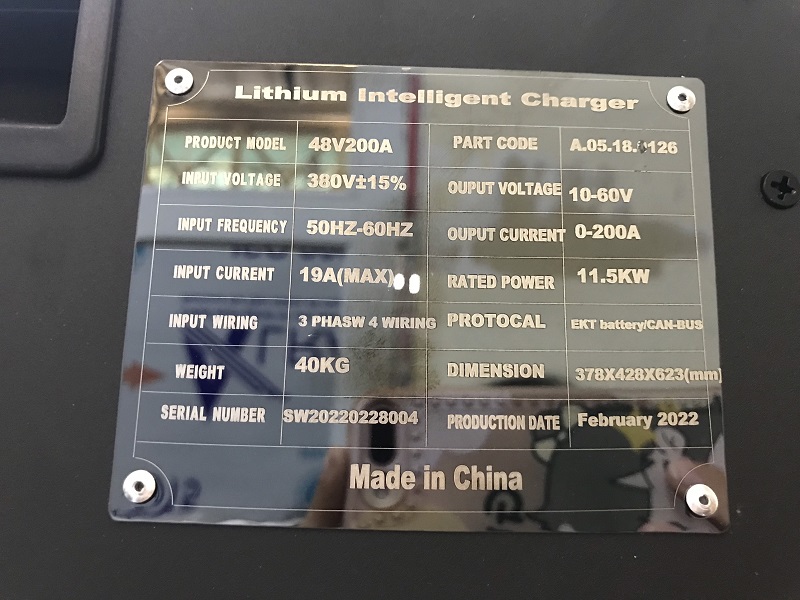 Lithium Intelligent Charger
PRODUCT MODEL 48V200A PART CODE
INPUT VOLTAGE 380V±15% OUPUT VOLTAGE 10-60V
INPUT FREQUENCY 50HZ-60HZ OUPUT CURRENT 0-200A
INPUT CURRENT 19A(MAX) RATED POWER 11.5KW
INPUT WIRING 3 PHASW 4 WIRING PROTOCAL EKT battery/CAN-BUS
WEIGHT 40KG DIMENSION 378X428X623(mm)
SERIAL NUMBER SW20220228004 PRODUCTION DATE February 2022
Made in China